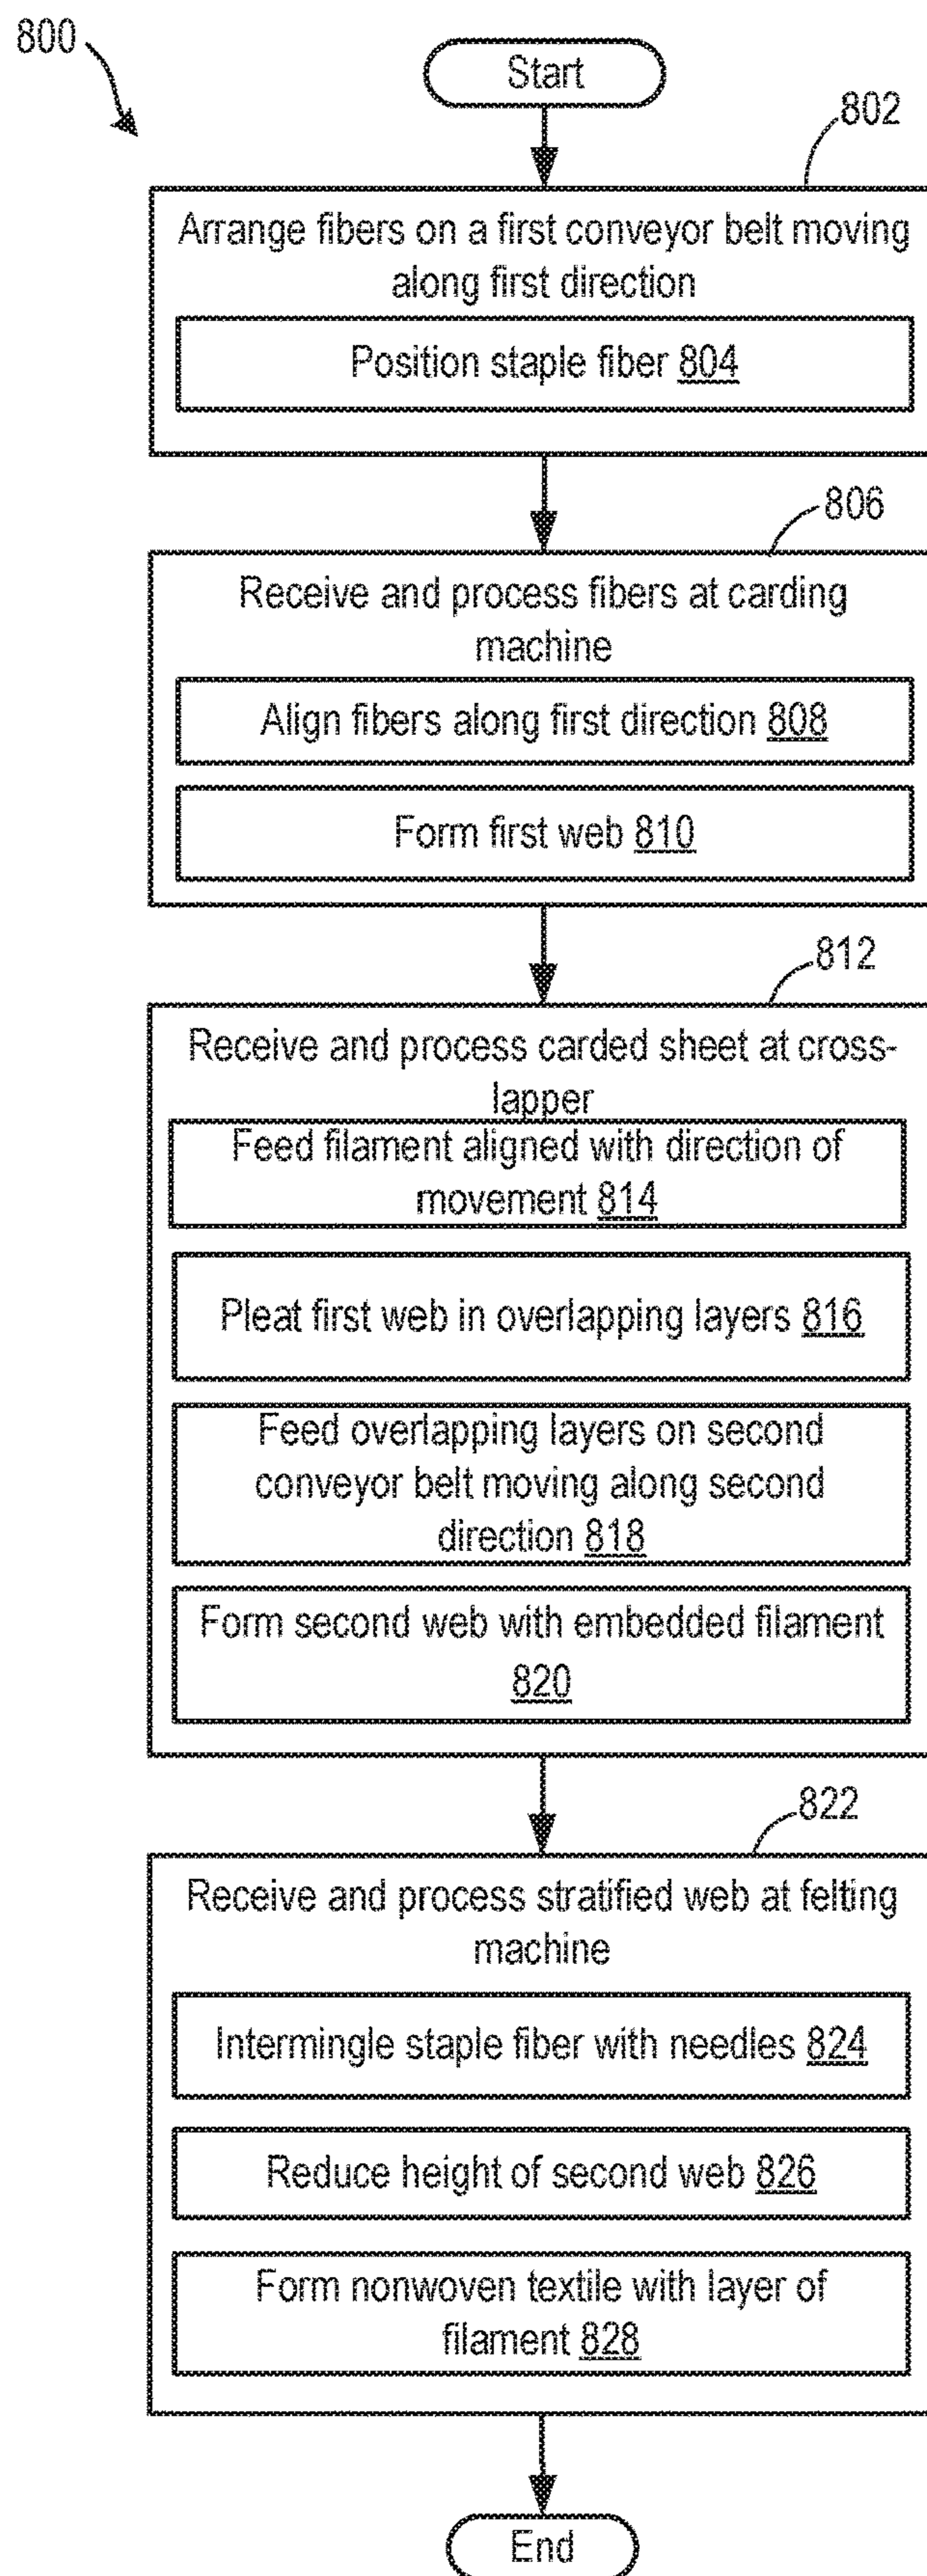 800
Start
802
Arrange fibers on a first conveyor belt moving
along first direction
Position staple fiber 804
806
Receive and process fibers at carding
machine
Align fibers along first direction 808
Form first web 810
812
Receive and process carded sheet at cross-
lapper
Feed filament aligned with direction of
movement 814
Pleat first web in overlapping layers 816
Feed overlapping layers on second
conveyor belt moving along second
direction 818
Form second web with embedded filament
820
822
Receive and process stratified web at felting
machine
Intermingle staple fiber with needles 824
Reduce height of second web 826
Form nonwoven textile with layer of
filament 828
End